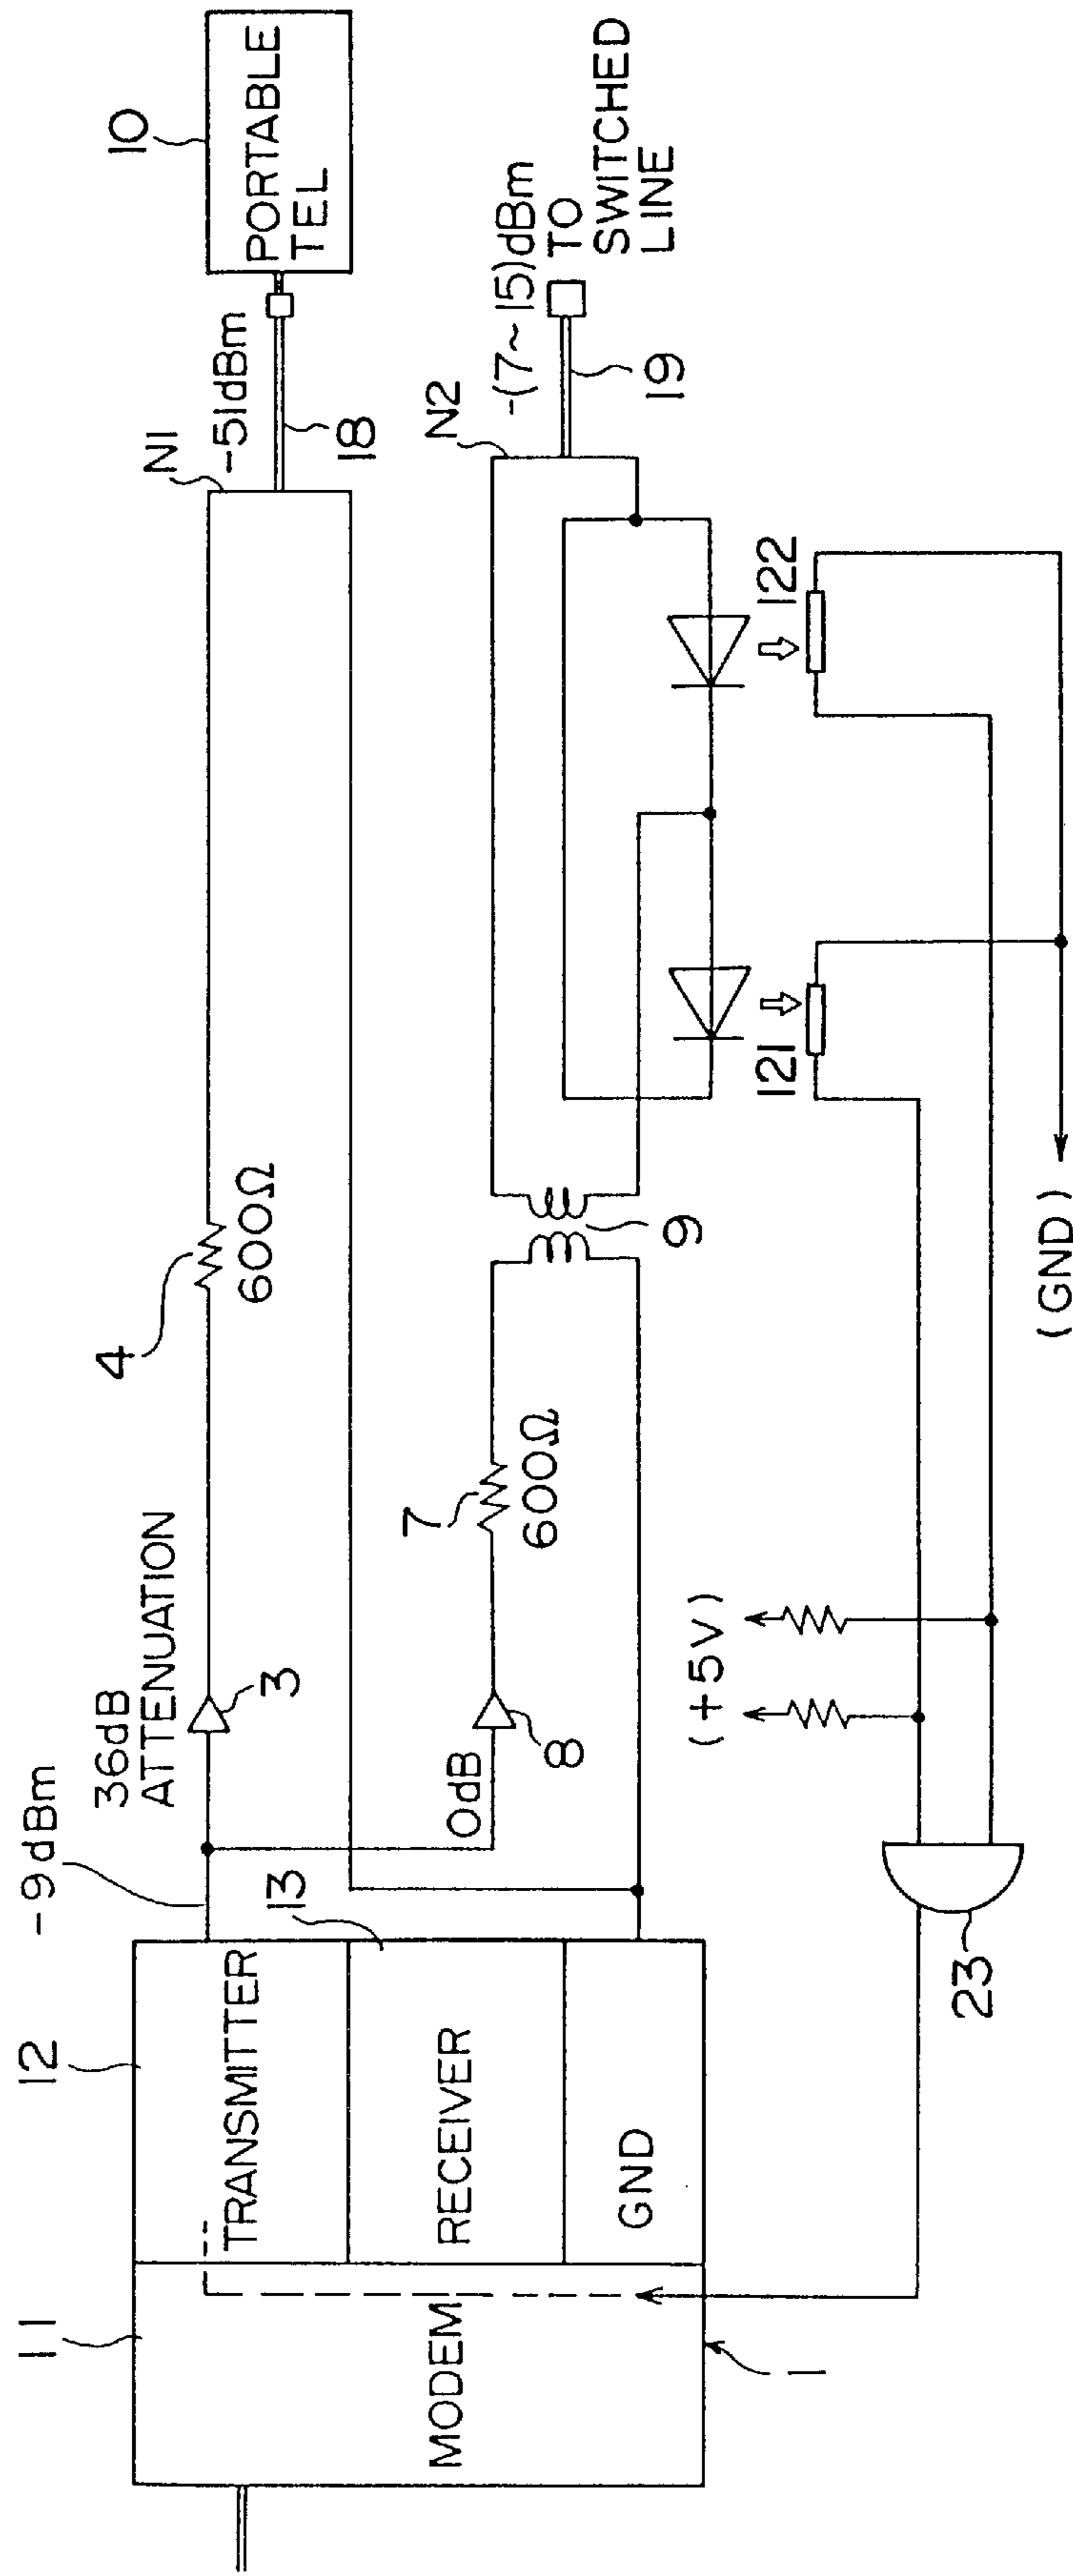 11
12
-9dBm
36dB
ATTENUATION
3
4
600Ω
N1
-51dBm
18
10
PORTABLE
TEL
TRANSMITTER
13
RECEIVER
GND
MODEM
1
0dB
8
7
600Ω
9
N2
-(7~15)dBm
TO
SWITCHED
LINE
19
121
122
(+5V)
23
(GND)